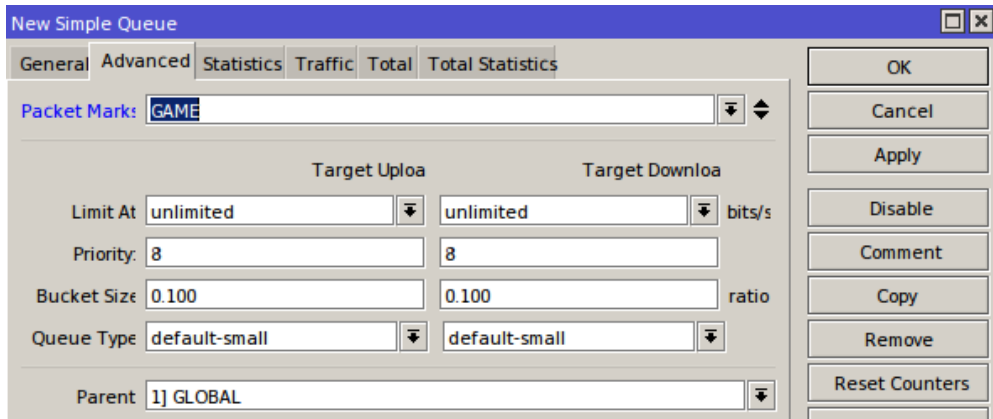 New Simple Queue
General Advanced Statistics Traffic Total Total Statistics
OK
Packet Marks GAME
Cancel
Apply
Target Uploa Target Downloa
Limit At unlimited unlimited bits/s
Disable
Priority: 8 8
Comment
Bucket Size 0.100 0.100 ratio
Copy
Queue Type default-small default-small
Remove
Parent 1] GLOBAL
Reset Counters